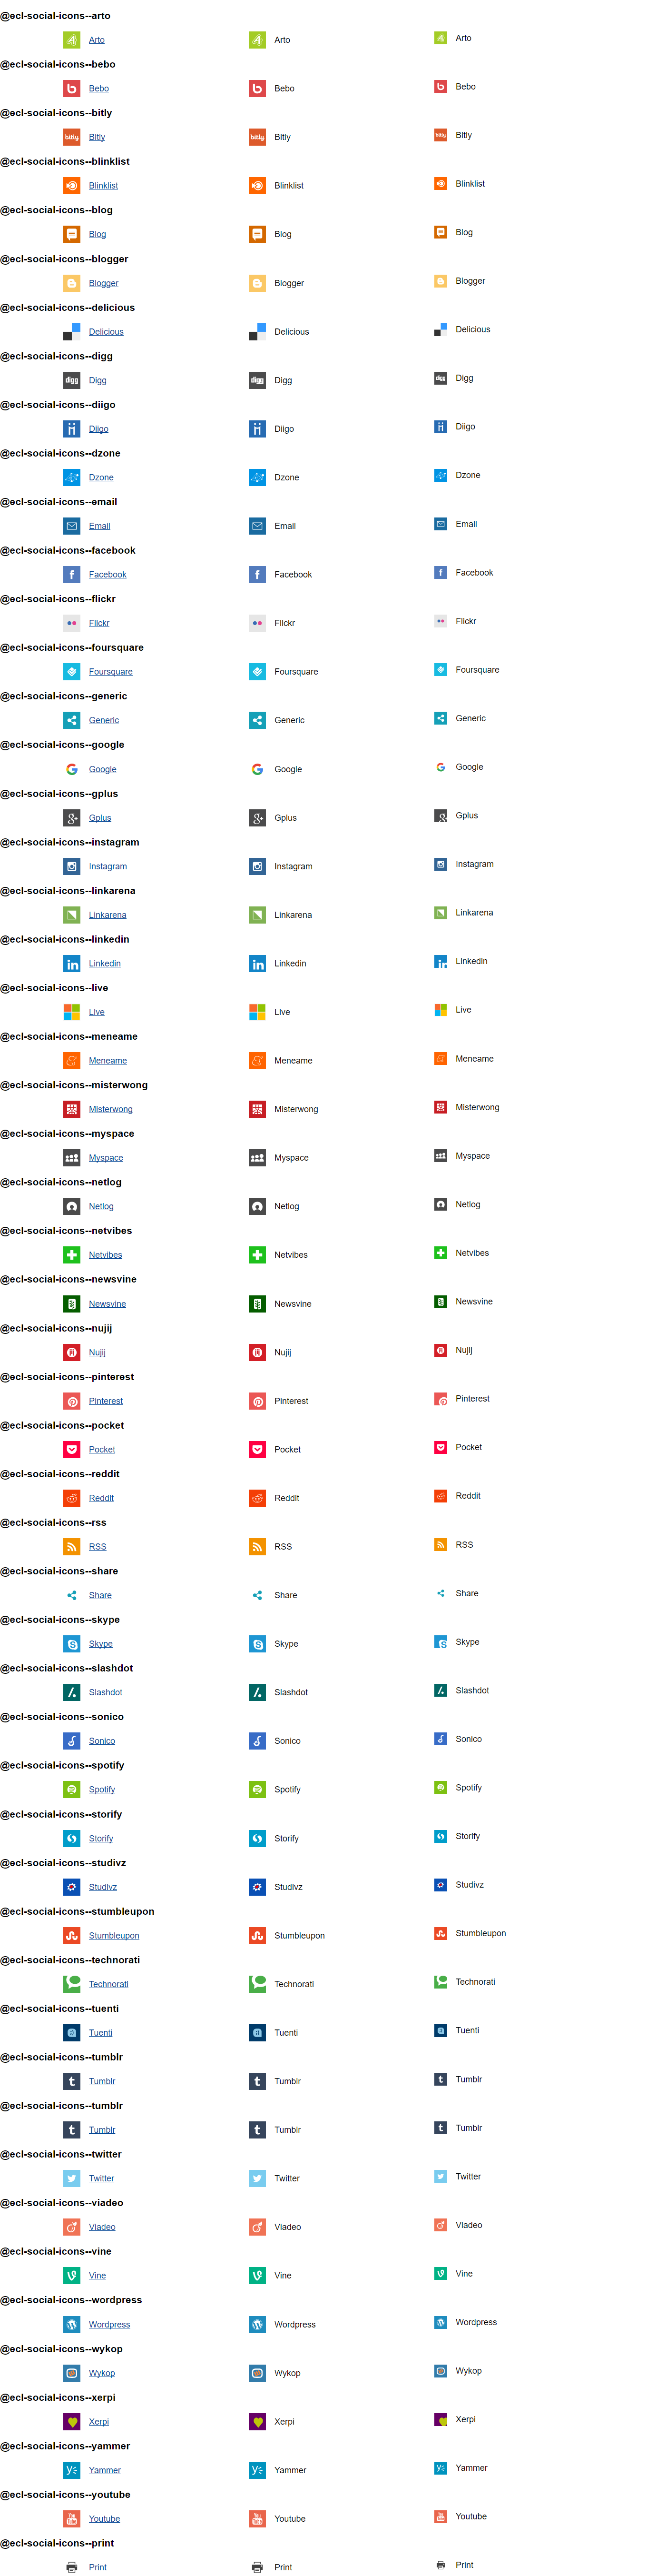 @ecl-social-icons--arto
Arto Arto Arto
@ecl-social-icons--bebo
Bebo Bebo Bebo
@ecl-social-icons--bitly
Bitly Bitly Bitly
@ecl-social-icons--blinklist
Blinklist Blinklist Blinklist
@ecl-social-icons--blog
Blog Blog Blog
@ecl-social-icons--blogger
Blogger Blogger Blogger
@ecl-social-icons--delicious
Delicious Delicious Delicious
@ecl-social-icons--digg
Digg Digg Digg
@ecl-social-icons--diigo
Diigo Diigo Diigo
@ecl-social-icons--dzone
Dzone Dzone Dzone
@ecl-social-icons--email
Email Email Email
@ecl-social-icons--facebook
Facebook Facebook Facebook
@ecl-social-icons--flickr
Flickr Flickr Flickr
@ecl-social-icons--foursquare
Foursquare Foursquare Foursquare
@ecl-social-icons--generic
Generic Generic Generic
@ecl-social-icons--google
Google Google Google
@ecl-social-icons--gplus
Gplus Gplus Gplus
@ecl-social-icons--instagram
Instagram Instagram Instagram
@ecl-social-icons--linkarena
Linkarena Linkarena Linkarena
@ecl-social-icons--linkedin
Linkedin Linkedin Linkedin
@ecl-social-icons--live
Live Live Live
@ecl-social-icons--meneame
Meneame Meneame Meneame
@ecl-social-icons--misterwong
Misterwong Misterwong Misterwong
@ecl-social-icons--myspace
Myspace Myspace Myspace
@ecl-social-icons--netlog
Netlog Netlog Netlog
@ecl-social-icons--netvibes
Netvibes Netvibes Netvibes
@ecl-social-icons--newsvine
Newsvine Newsvine Newsvine
@ecl-social-icons--nujij
Nujij Nujij Nujij
@ecl-social-icons--pinterest
Pinterest Pinterest Pinterest
@ecl-social-icons--pocket
Pocket Pocket Pocket
@ecl-social-icons--reddit
Reddit Reddit Reddit
@ecl-social-icons--rss
RSS RSS RSS
@ecl-social-icons--share
Share Share Share
@ecl-social-icons--skype
Skype Skype Skype
@ecl-social-icons--slashdot
Slashdot Slashdot Slashdot
@ecl-social-icons--sonico
Sonico Sonico Sonico
@ecl-social-icons--spotify
Spotify Spotify Spotify
@ecl-social-icons--storify
Storify Storify Storify
@ecl-social-icons--studivz
Studivz Studivz Studivz
@ecl-social-icons--stumbleupon
Stumbleupon Stumbleupon Stumbleupon
@ecl-social-icons--technorati
Technorati Technorati Technorati
@ecl-social-icons--tuenti
Tuenti Tuenti Tuenti
@ecl-social-icons--tumblr
Tumblr Tumblr Tumblr
@ecl-social-icons--tumblr
Tumblr Tumblr Tumblr
@ecl-social-icons--twitter
Twitter Twitter Twitter
@ecl-social-icons--viadeo
Viadeo Viadeo Viadeo
@ecl-social-icons--vine
Vine Vine Vine
@ecl-social-icons--wordpress
Wordpress Wordpress Wordpress
@ecl-social-icons--wykop
Wykop Wykop Wykop
@ecl-social-icons--xerpi
Xerpi Xerpi Xerpi
@ecl-social-icons--yammer
Yammer Yammer Yammer
@ecl-social-icons--youtube
Youtube Youtube Youtube
@ecl-social-icons--print
Print Print Print